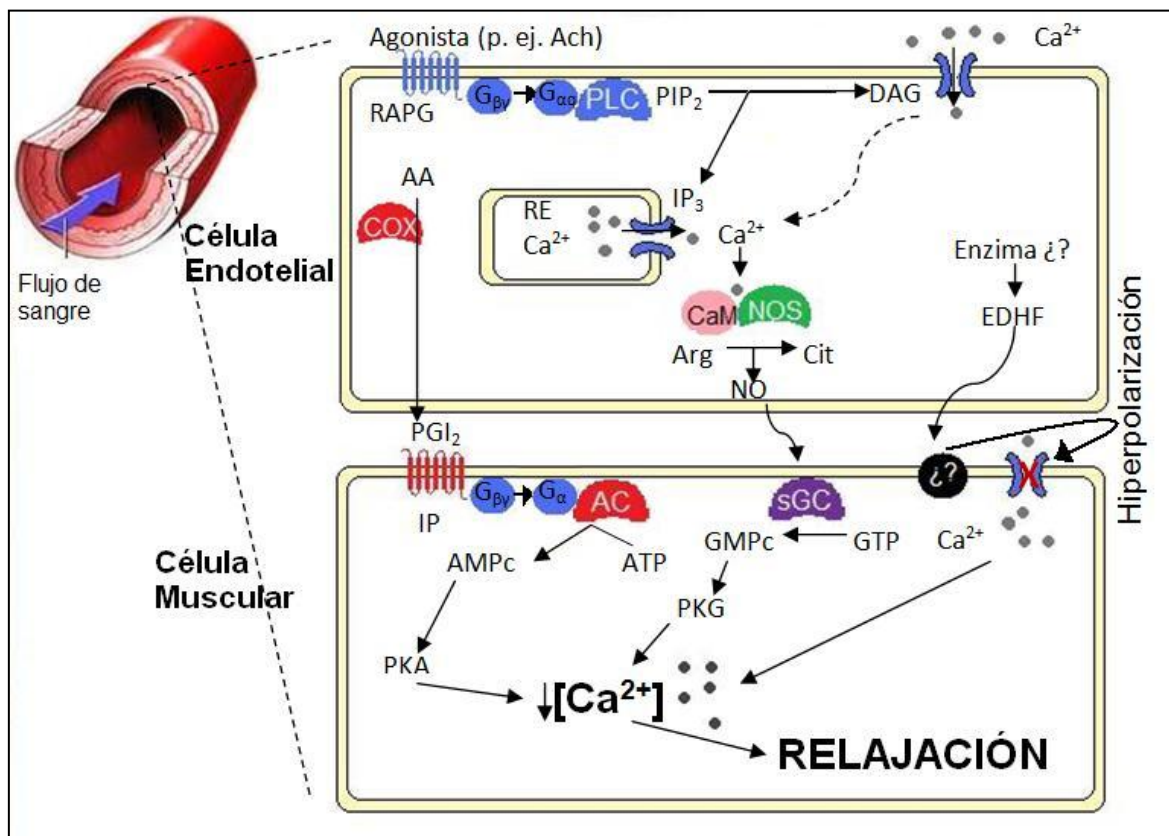 Agonista (p. ej. Ach)
Ca²⁺
RAPG
Gβγ
Gαq
PLC
PIP₂
DAG
AA
COX
RE
Ca²⁺
IP₃
Ca²⁺
Enzima ¿?
EDHF
CaM
NOS
Arg
Cit
NO
Célula
Endotelial
Flujo de
sangre
Hiperpolarización
PGI₂
IP
Gβγ
Gα
AC
sGC
¿?
AMPc
ATP
GMPc
GTP
Ca²⁺
Célula
Muscular
PKG
PKA
[Ca²⁺]
RELAJACIÓN